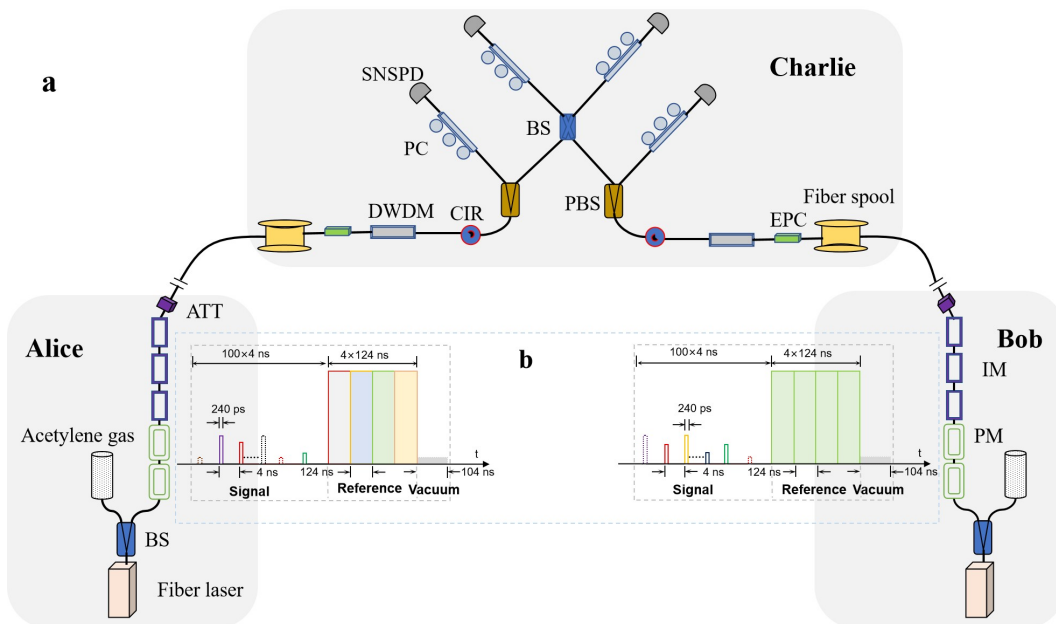 a
Charlie
SNSPD
PC
BS
DWDM
CIR
PBS
Fiber spool
EPC
ATT
Alice
b
Bob
IM
Acetylene gas
PM
BS
Fiber laser
100×4 ns
4×124 ns
240 ps
4 ns
124 ns
t
104 ns
Signal
Reference
Vacuum
100×4 ns
4×124 ns
240 ps
4 ns
124 ns
t
104 ns
Signal
Reference
Vacuum